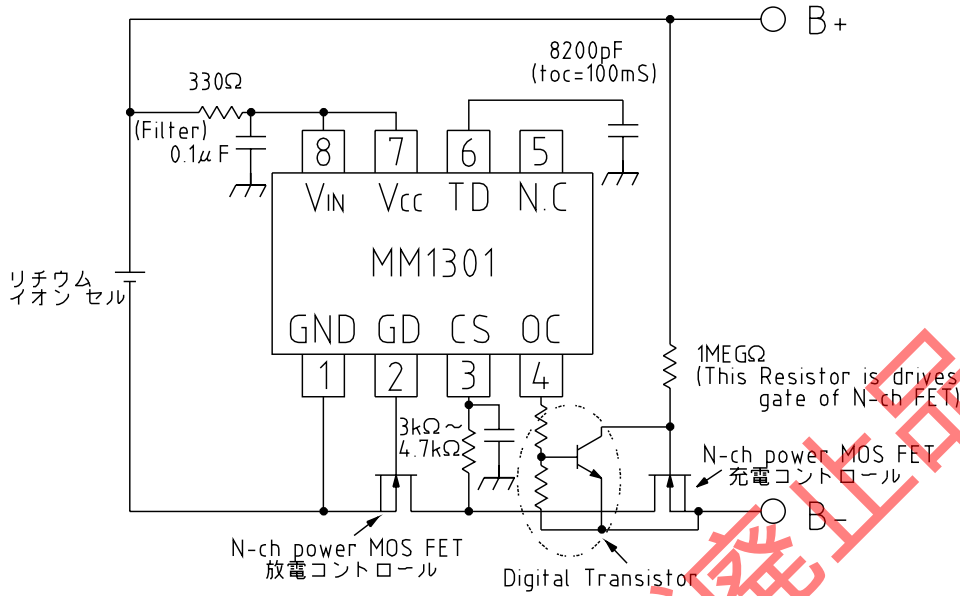 B+
8200pF
(toc=100mS)
330Ω
(Filter)
0.1μF
8
7
6
5
VIN
VCC
TD
N.C
MM1301
リチウム
イオン セル
GND
GD
CS
OC
1
2
3
4
1MEGΩ
(This Resistor is drives
gate of N-ch FET)
3kΩ～
4.7kΩ
N-ch power MOS FET
充電コントロール
B−
N-ch power MOS FET
放電コントロール
Digital Transistor
廃止品